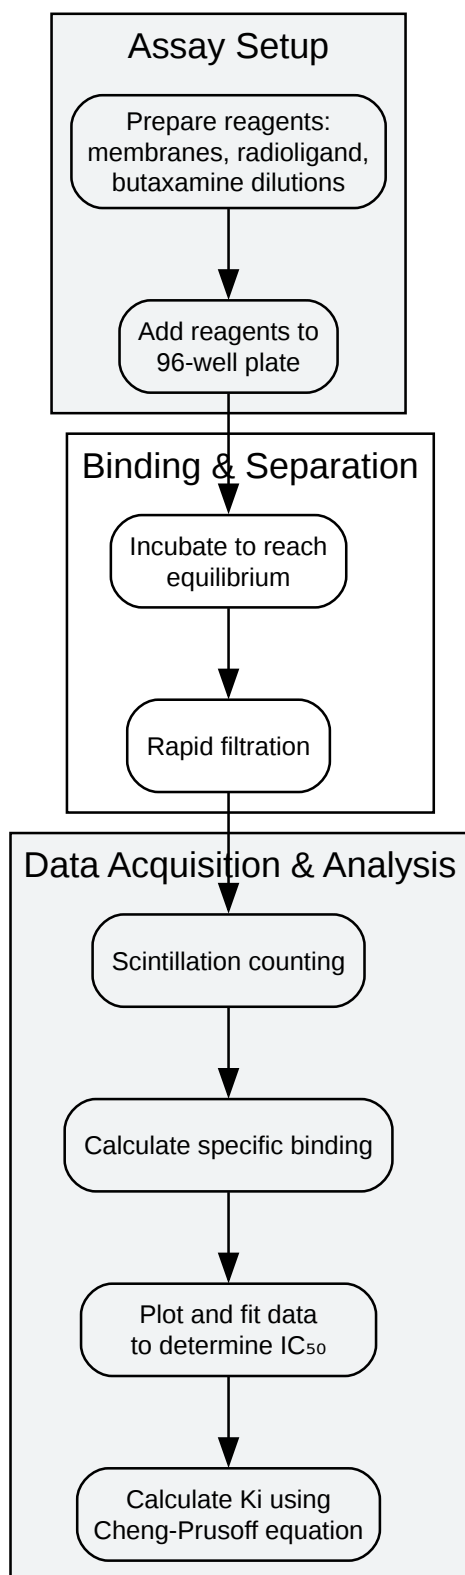 Assay Setup
Prepare reagents:
membranes, radioligand,
butaxamine dilutions
Add reagents to
96-well plate
Binding & Separation
Incubate to reach
equilibrium
Rapid filtration
Data Acquisition & Analysis
Scintillation counting
Calculate specific binding
Plot and fit data
to determine IC₅₀
Calculate Ki using
Cheng-Prusoff equation